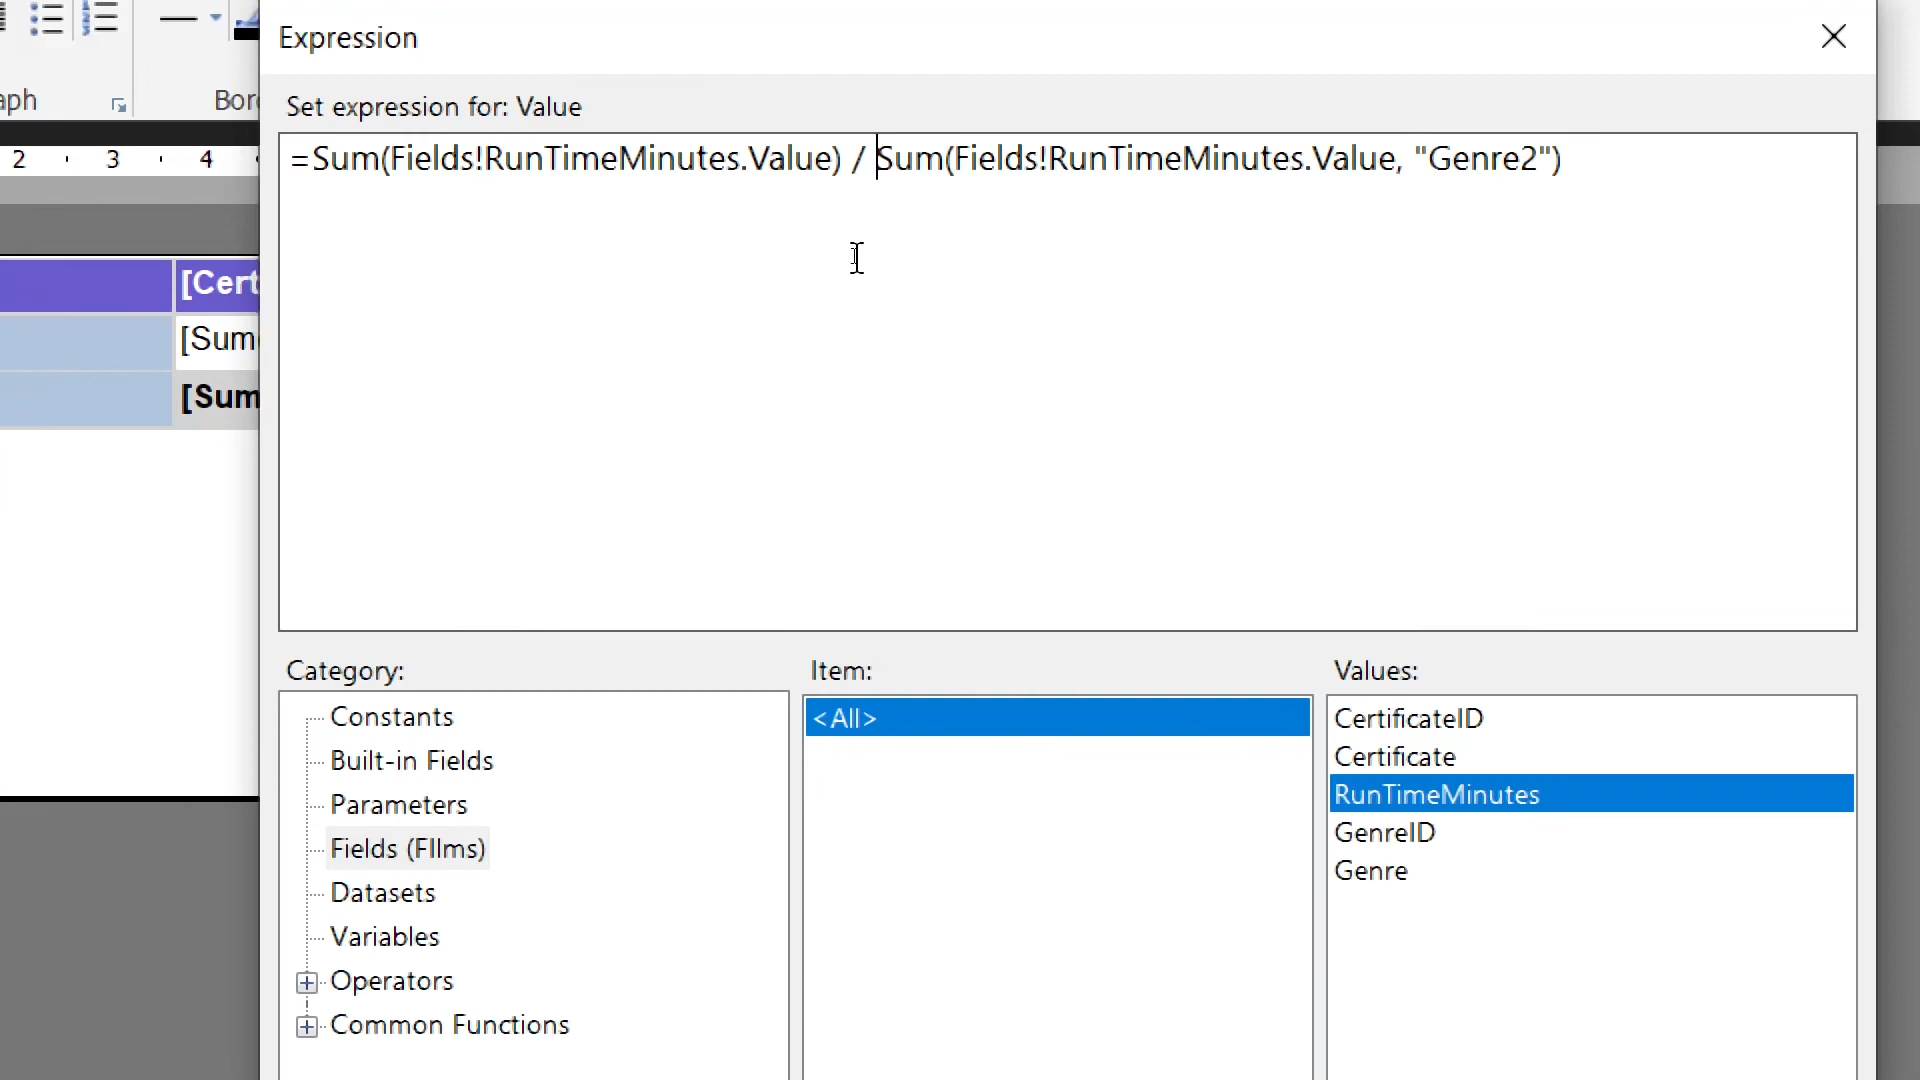 aph
Bor
Expression
Set expression for: Value
=Sum(Fields!RunTimeMinutes.Value) / Sum(Fields!RunTimeMinutes.Value, "Genre2")
2 3 4
[Cert
[Sum
[Sum
Category:
Item:
Values:
Constants
Built-in Fields
Parameters
Fields (FIlms)
Datasets
Variables
Operators
Common Functions
<All>
CertificateID
Certificate
RunTimeMinutes
GenreID
Genre